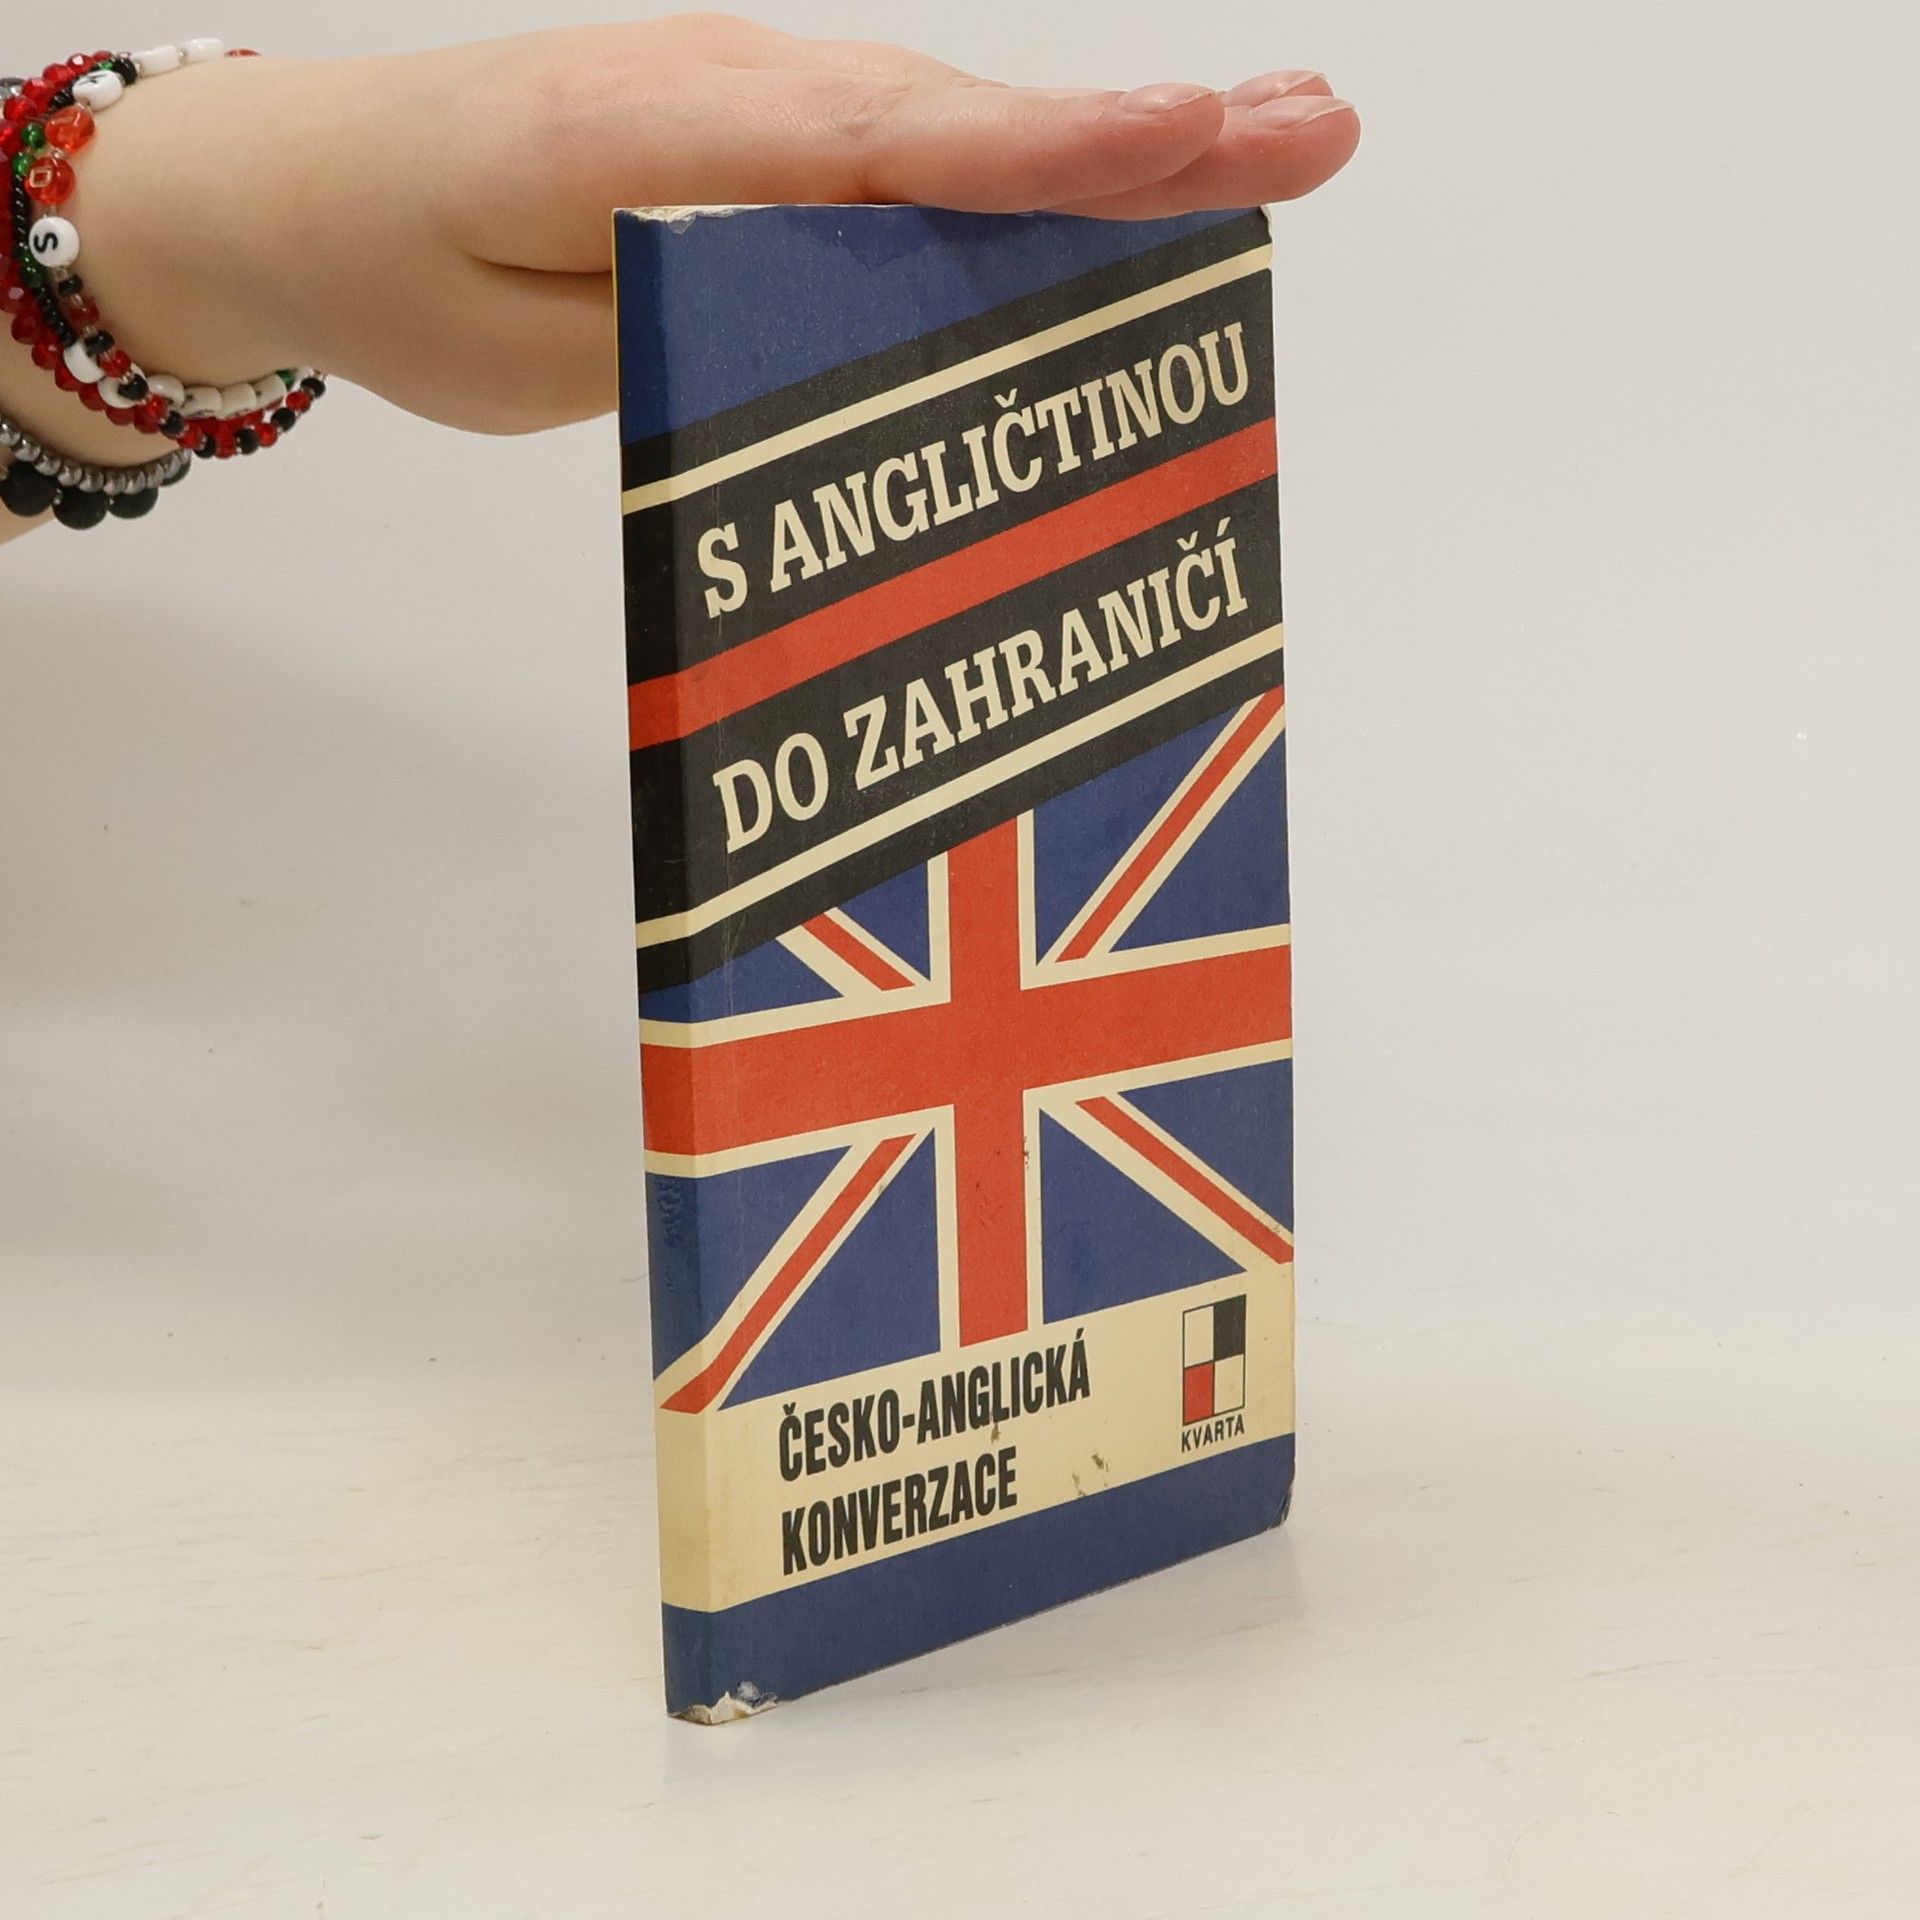 S
S ANGLIČTINOU
DO ZAHRANIČÍ
ČESKO-ANGLICKÁ
KONVERZACE
KVARTA